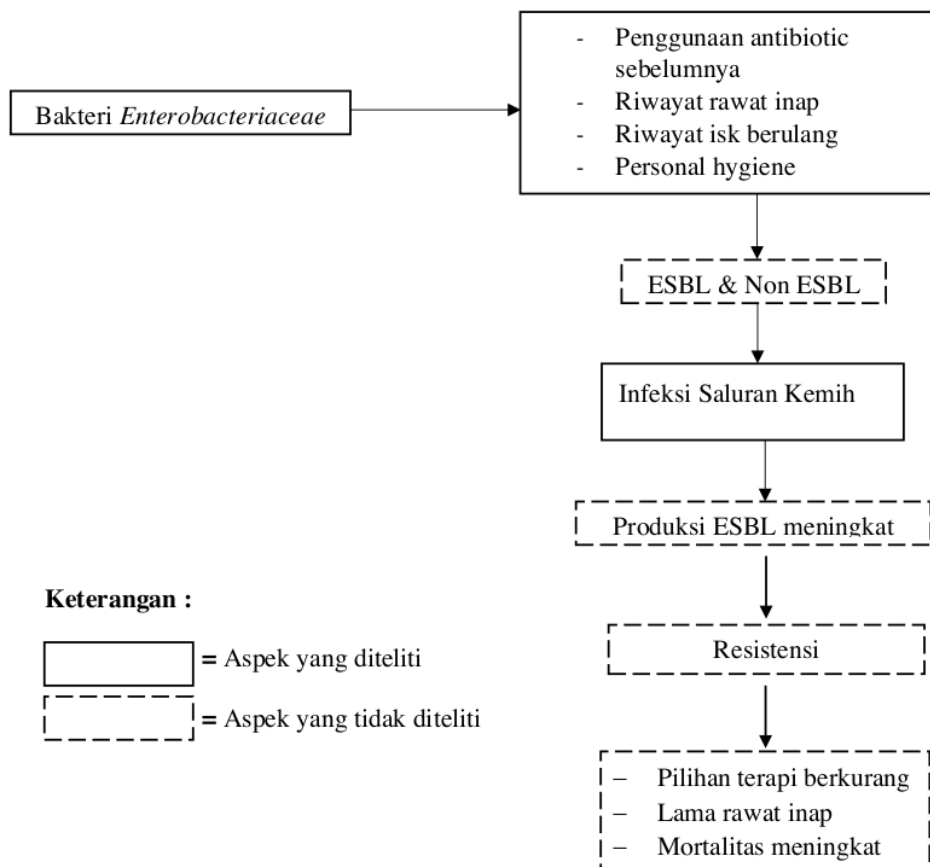 Bakteri Enterobacteriaceae
- Penggunaan antibiotic
sebelumnya
- Riwayat rawat inap
- Riwayat isk berulang
- Personal hygiene
ESBL & Non ESBL
Infeksi Saluran Kemih
Produksi ESBL meningkat
Resistensi
– Pilihan terapi berkurang
– Lama rawat inap
– Mortalitas meningkat
Keterangan :
= Aspek yang diteliti
= Aspek yang tidak diteliti